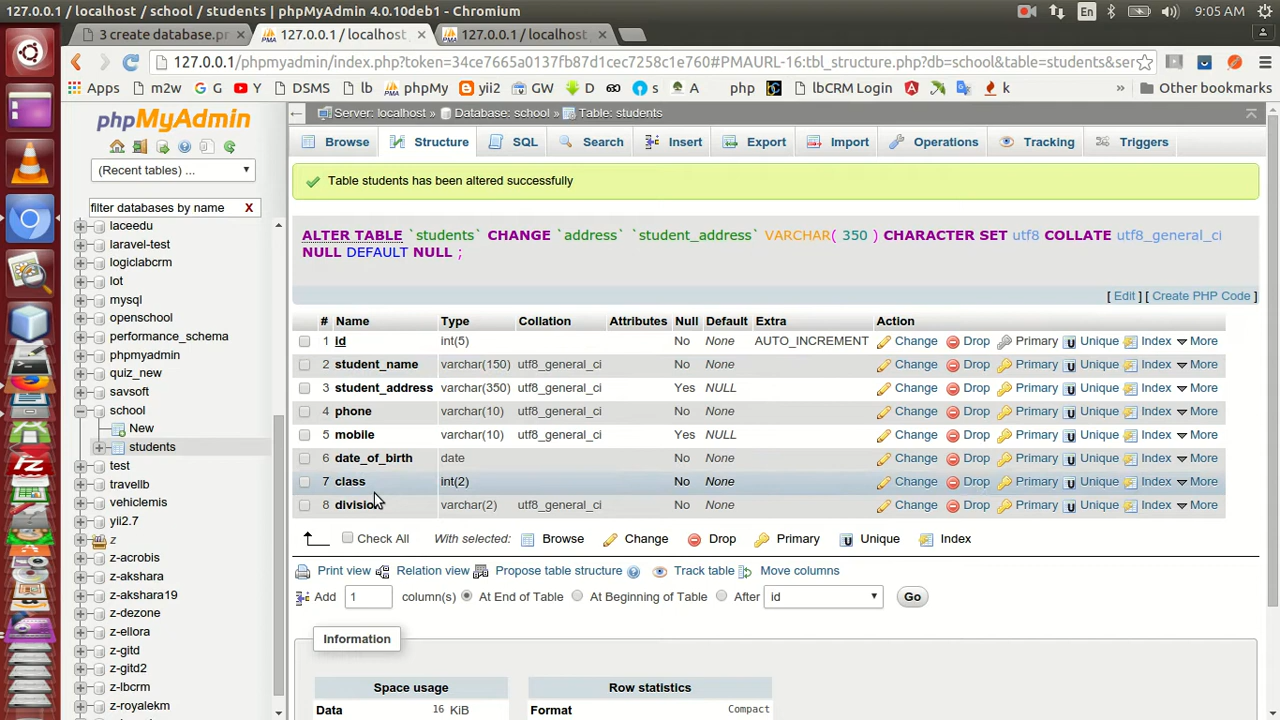 127.0.0.1 / localhost / school / students | phpMyAdmin 4.0.10deb1 - Chromium
En
9:05 AM
3 create database.pr
127.0.0.1 / localhost
127.0.0.1 / localhost
127.0.0.1/phpmyadmin/index.php?token=34ce7665a0137fb87d1cec7258c1e760#PMAURL-16:tbl_structure.php?db=school&table=students&ser
Apps m2w G Y DSMS lb phpMy yii2 GW D s A php lbCRM Login k » Other bookmarks
phpMyAdmin
(Recent tables) ...
filter databases by name X
laceedu
laravel-test
logiclabcrm
lot
mysql
openschool
performance_schema
phpmyadmin
quiz_new
savsoft
school
New
students
test
travellb
vehiclemis
yii2.7
z
z-acrobis
z-akshara
z-akshara19
z-dezone
z-ellora
z-gitd
z-gitd2
z-lbcrm
z-royalekm
Server: localhost » Database: school » Table: students
Browse Structure SQL Search Insert Export Import Operations Tracking Triggers
Table students has been altered successfully
ALTER TABLE `students` CHANGE `address` `student_address` VARCHAR( 350 ) CHARACTER SET utf8 COLLATE utf8_general_ci
NULL DEFAULT NULL ;
[ Edit ] [ Create PHP Code ]
# Name Type Collation Attributes Null Default Extra Action
1 id int(5) No None AUTO_INCREMENT Change Drop Primary Unique Index More
2 student_name varchar(150) utf8_general_ci No None Change Drop Primary Unique Index More
3 student_address varchar(350) utf8_general_ci Yes NULL Change Drop Primary Unique Index More
4 phone varchar(10) utf8_general_ci No None Change Drop Primary Unique Index More
5 mobile varchar(10) utf8_general_ci Yes NULL Change Drop Primary Unique Index More
6 date_of_birth date No None Change Drop Primary Unique Index More
7 class int(2) No None Change Drop Primary Unique Index More
8 division varchar(2) utf8_general_ci No None Change Drop Primary Unique Index More
Check All With selected: Browse Change Drop Primary Unique Index
Print view Relation view Propose table structure Track table Move columns
Add 1 column(s) At End of Table At Beginning of Table After id Go
Information
Space usage
Data 16 KiB
Row statistics
Format Compact